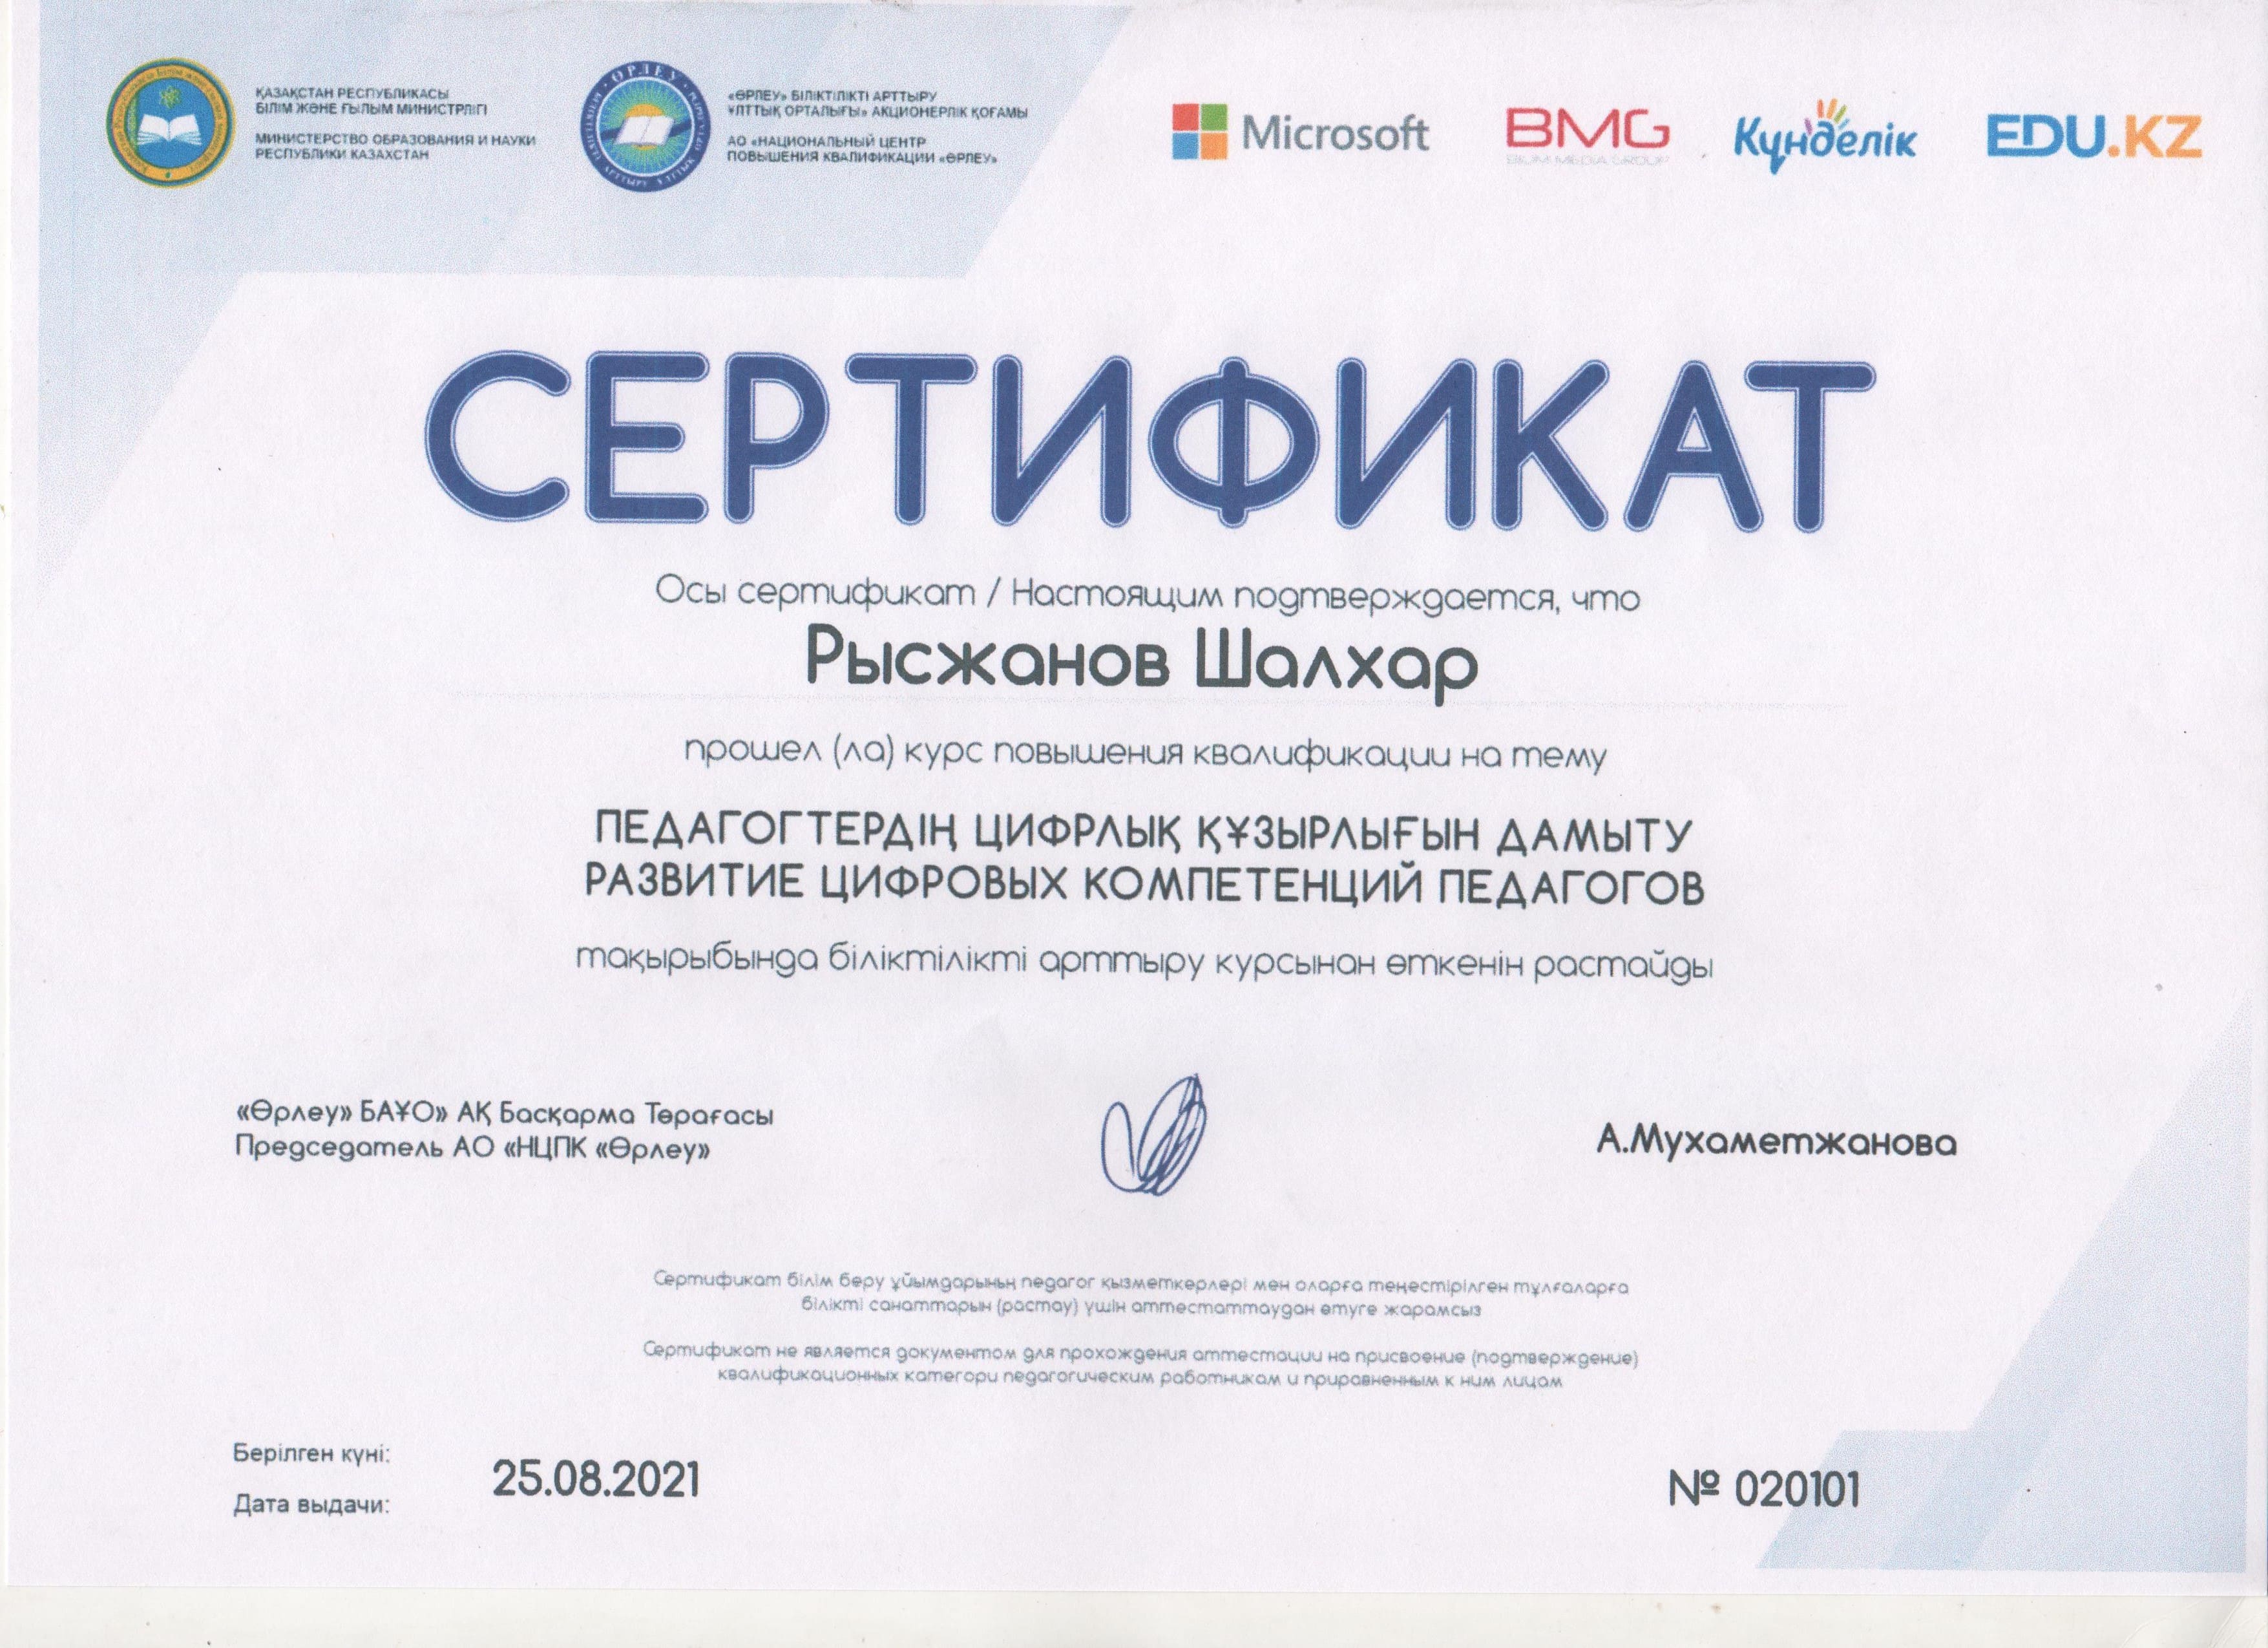 ҚАЗАҚСТАН РЕСПУБЛИКАСЫ
БІЛІМ ЖӘНЕ ҒЫЛЫМ МИНИСТРЛІГІ
МИНИСТЕРСТВО ОБРАЗОВАНИЯ И НАУКИ
РЕСПУБЛИКИ КАЗАХСТАН
ӨРЛЕУ
«ӨРЛЕУ» БІЛІКТІЛІКТІ АРТТЫРУ
ҰЛТТЫҚ ОРТАЛЫҒЫ» АКЦИОНЕРЛІК ҚОҒАМЫ
АО «НАЦИОНАЛЬНЫЙ ЦЕНТР
ПОВЫШЕНИЯ КВАЛИФИКАЦИИ «ӨРЛЕУ»
Microsoft
BMG
BILIM MEDIA GROUP
Күнделік
EDU.KZ
СЕРТИФИКАТ
Осы сертификат / Настоящим подтверждается, что
Рысжанов Шалхар
прошел (ла) курс повышения квалификации на тему
ПЕДАГОГТЕРДІҢ ЦИФРЛЫҚ ҚҰЗЫРЛЫҒЫН ДАМЫТУ
РАЗВИТИЕ ЦИФРОВЫХ КОМПЕТЕНЦИЙ ПЕДАГОГОВ
тақырыбында біліктілікті арттыру курсынан өткенін растайды
«Өрлеу» БАҰО» АҚ Басқарма Төрағасы
Председатель АО «НЦПК «Өрлеу»
А.Мухаметжанова
Сертификат білім беру ұйымдарының педагог қызметкерлері мен оларға теңестірілген тұлғаларға
білікті санаттарын (растау) үшін аттестаттаудан өтуге жарамсыз
Сертификат не является документом для прохождения аттестации на присвоение (подтверждение)
квалификационных категори педагогическим работникам и приравненным к ним лицам
Берілген күні:
Дата выдачи:
25.08.2021
№ 020101